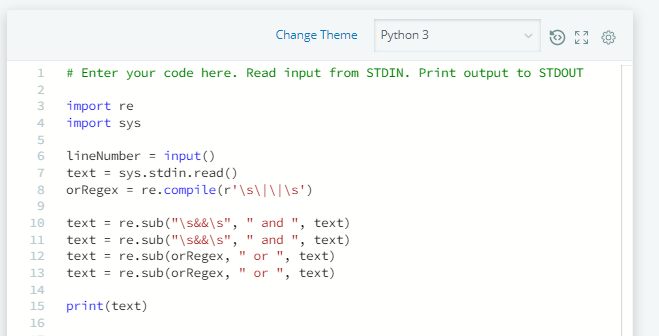 Change Theme Python 3
1 # Enter your code here. Read input from STDIN. Print output to STDOUT
2
3 import re
4 import sys
5
6 lineNumber = input()
7 text = sys.stdin.read()
8 orRegex = re.compile(r'\s\|\|\s')
9
10 text = re.sub("\s&&\s", " and ", text)
11 text = re.sub("\s&&\s", " and ", text)
12 text = re.sub(orRegex, " or ", text)
13 text = re.sub(orRegex, " or ", text)
14
15 print(text)
16